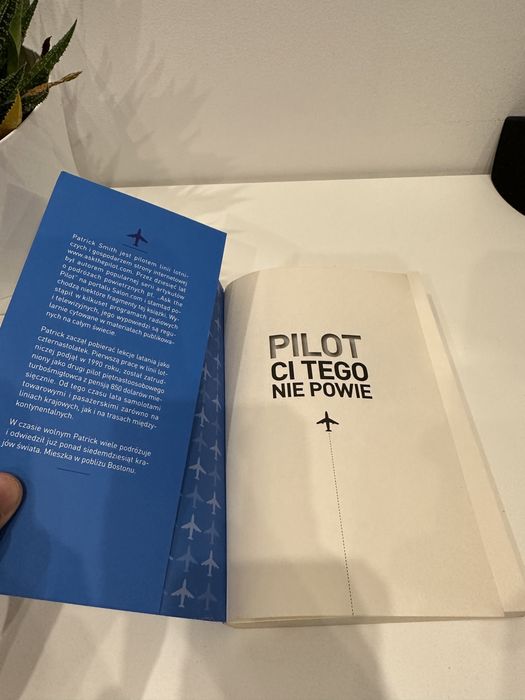 Patrick Smith jest pilotem linii lotni-
czych i gospodarzem strony internetowej
www.askthepilot.com. Przez dziesięć lat
był autorem popularnej serii artykułów
o podróżach powietrznych pt. „Ask the
Pilot" na portalu Salon.com i stamtąd po-
chodzą niektóre fragmenty tej książki. Wy-
stąpił w kilkuset programach radiowych
i telewizyjnych, jego wypowiedzi są regu-
larnie cytowane w materiałach publikowa-
nych na całym świecie.
Patrick zaczął pobierać lekcje latania jako
czternastolatek. Pierwszą pracę w linii lot-
niczej podjął w 1990 roku, został zatrud-
niony jako drugi pilot piętnastoosobowego
turbośmigłowca z pensją 850 dolarów mie-
sięcznie. Od tego czasu lata samolotami
towarowymi i pasażerskimi zarówno na
liniach krajowych, jak i na trasach między-
kontynentalnych.
W czasie wolnym Patrick wiele podróżuje
i odwiedził już ponad siedemdziesiąt kra-
jów świata. Mieszka w pobliżu Bostonu.
PILOT
CI TEGO
NIE POWIE